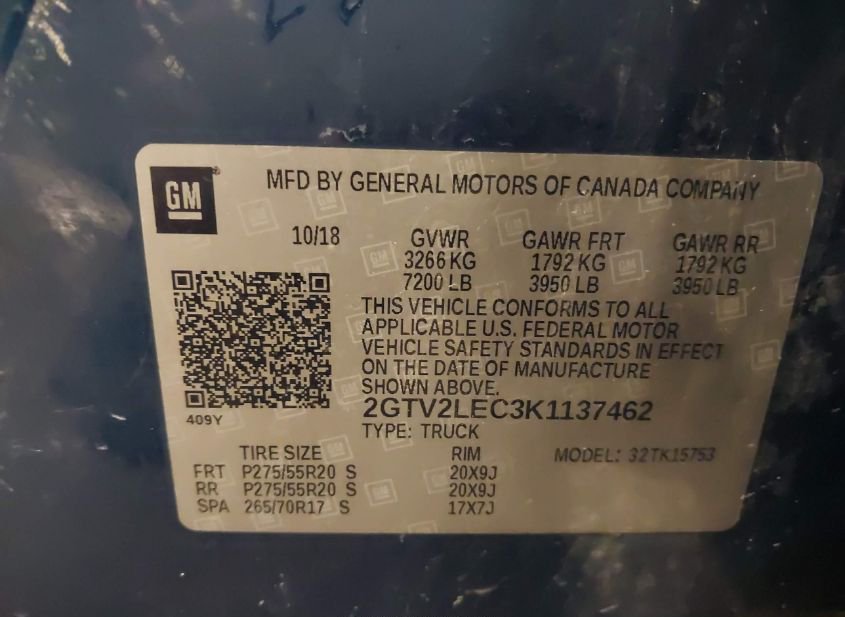 GM
MFD BY GENERAL MOTORS OF CANADA COMPANY
10/18 GVWR GAWR FRT GAWR RR
3266 KG 1792 KG 1792 KG
7200 LB 3950 LB 3950 LB
THIS VEHICLE CONFORMS TO ALL
APPLICABLE U.S. FEDERAL MOTOR
VEHICLE SAFETY STANDARDS IN EFFECT
ON THE DATE OF MANUFACTURE
SHOWN ABOVE.
2GTV2LEC3K1137462
409Y
TYPE: TRUCK
TIRE SIZE RIM MODEL: 32TK15753
FRT P275/55R20 S 20X9J
RR P275/55R20 S 20X9J
SPA 265/70R17 S 17X7J